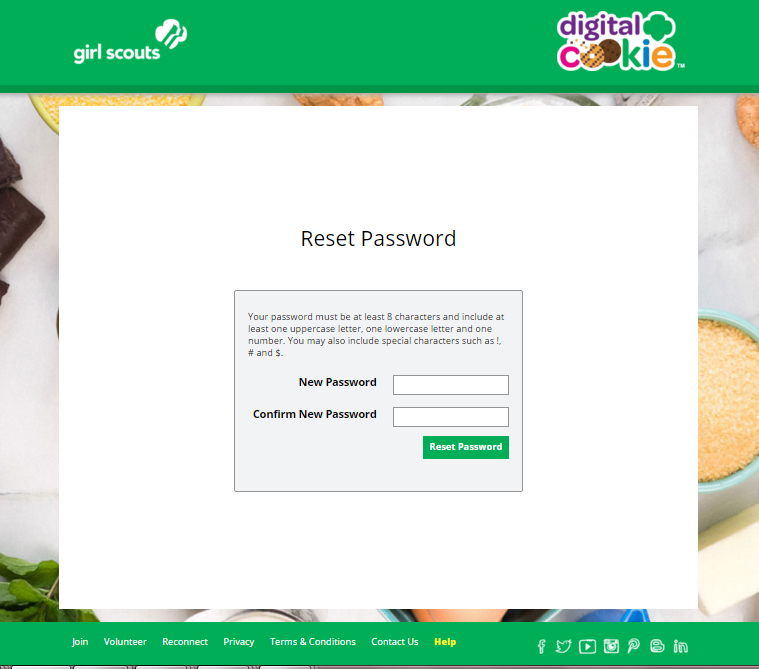 girl scouts
digital
cookie™
Reset Password
Your password must be at least 8 characters and include at
least one uppercase letter, one lowercase letter and one
number. You may also include special characters such as !,
# and $.
New Password
Confirm New Password
Reset Password
Join Volunteer Reconnect Privacy Terms & Conditions Contact Us Help